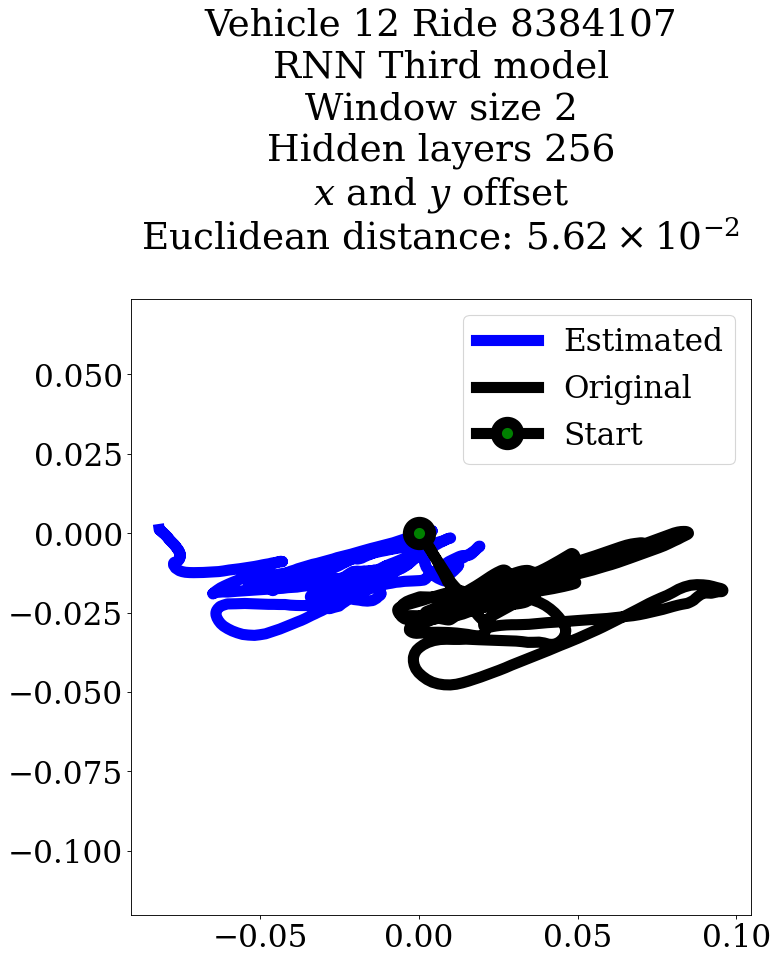 Vehicle 12 Ride 8384107
RNN Third model
Window size 2
Hidden layers 256
x and y offset
Euclidean distance: 5.62 × 10⁻²
Estimated
Original
Start
0.050
0.025
0.000
−0.025
−0.050
−0.075
−0.100
−0.05 0.00 0.05 0.10